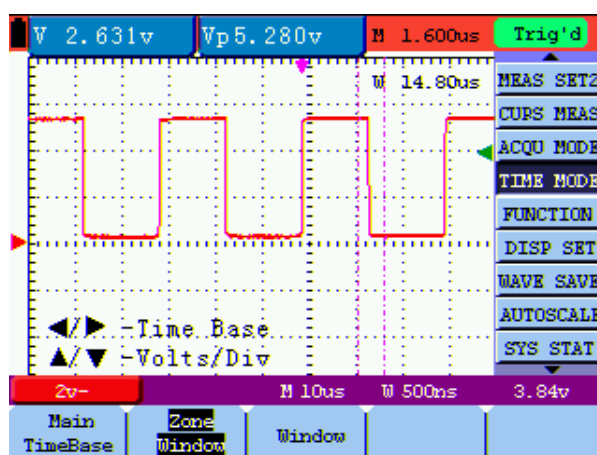 V 2.631v Vp5.280v M 1.600us Trig'd
W 14.80us
MEAS SET2
CURS MEAS
ACQU MODE
TIME MODE
FUNCTION
DISP SET
WAVE SAVE
AUTOSCALE
SYS STAT
◀/▶ -Time Base
▲/▼ -Volts/Div
2v- M 10us W 500ns 3.84v
Main TimeBase
Zone Window
Window